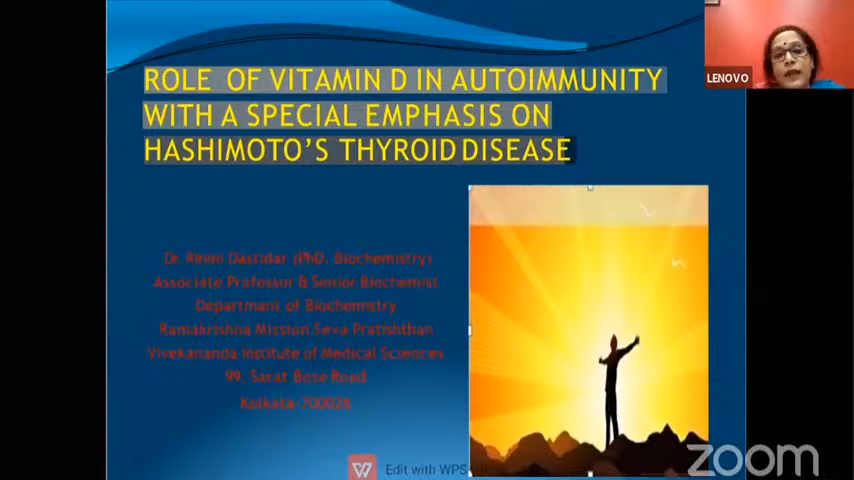 ROLE OF VITAMIN D IN AUTOIMMUNITY
WITH A SPECIAL EMPHASIS ON
HASHIMOTO'S THYROID DISEASE
LENOVO
Dr. Rinini Dastidar (PhD. Biochemistry)
Associate Professor & Senior Biochemist
Department of Biochemistry
Ramakrishna Mission Seva Pratishthan
Vivekananda Institute of Medical Sciences
99, Sarat Bose Road
Kolkata-700026
Edit with WPS
zoom